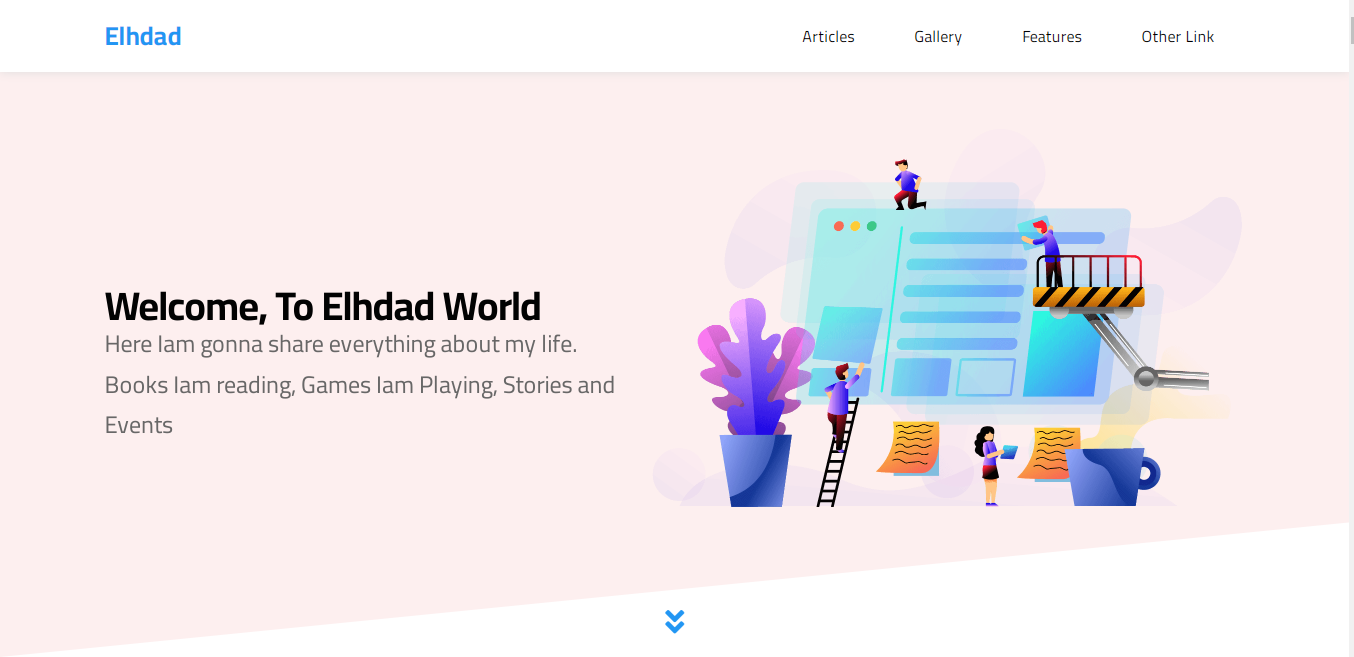 Elhdad
Articles
Gallery
Features
Other Link
Welcome, To Elhdad World
Here Iam gonna share everything about my life.
Books Iam reading, Games Iam Playing, Stories and
Events